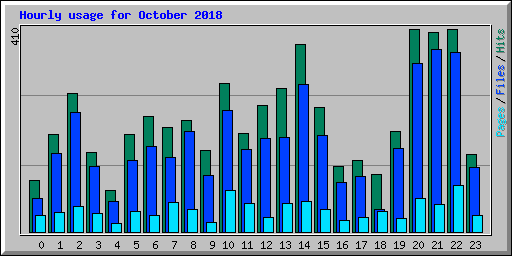 Hourly usage for October 2018
410
Pages/Files/Hits
0 1 2 3 4 5 6 7 8 9 10 11 12 13 14 15 16 17 18 19 20 21 22 23